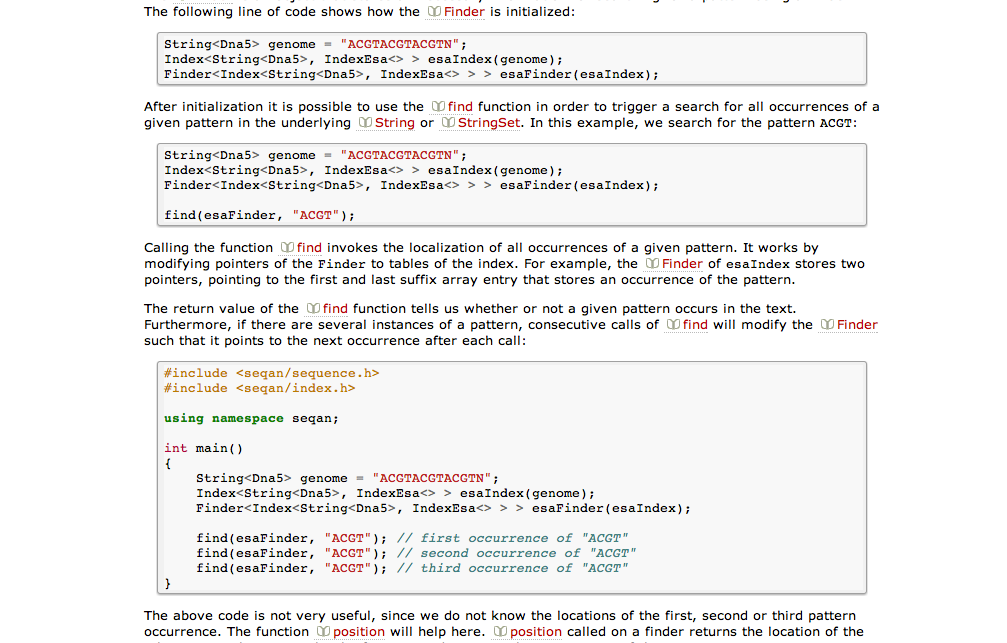 The following line of code shows how the Finder is initialized:
String<Dna5> genome = "ACGTACGTACGTN";
Index<String<Dna5>, IndexEsa<> > esaIndex(genome);
Finder<Index<String<Dna5>, IndexEsa<> > > esaFinder(esaIndex);
After initialization it is possible to use the find function in order to trigger a search for all occurrences of a
given pattern in the underlying String or StringSet. In this example, we search for the pattern ACGT:
String<Dna5> genome = "ACGTACGTACGTN";
Index<String<Dna5>, IndexEsa<> > esaIndex(genome);
Finder<Index<String<Dna5>, IndexEsa<> > > esaFinder(esaIndex);
find(esaFinder, "ACGT");
Calling the function find invokes the localization of all occurrences of a given pattern. It works by
modifying pointers of the Finder to tables of the index. For example, the Finder of esaIndex stores two
pointers, pointing to the first and last suffix array entry that stores an occurrence of the pattern.
The return value of the find function tells us whether or not a given pattern occurs in the text.
Furthermore, if there are several instances of a pattern, consecutive calls of find will modify the Finder
such that it points to the next occurrence after each call:
#include <seqan/sequence.h>
#include <seqan/index.h>
using namespace seqan;
int main()
{
String<Dna5> genome = "ACGTACGTACGTN";
Index<String<Dna5>, IndexEsa<> > esaIndex(genome);
Finder<Index<String<Dna5>, IndexEsa<> > > esaFinder(esaIndex);
find(esaFinder, "ACGT"); // first occurrence of "ACGT"
find(esaFinder, "ACGT"); // second occurrence of "ACGT"
find(esaFinder, "ACGT"); // third occurrence of "ACGT"
}
The above code is not very useful, since we do not know the locations of the first, second or third pattern
occurrence. The function position will help here. position called on a finder returns the location of the